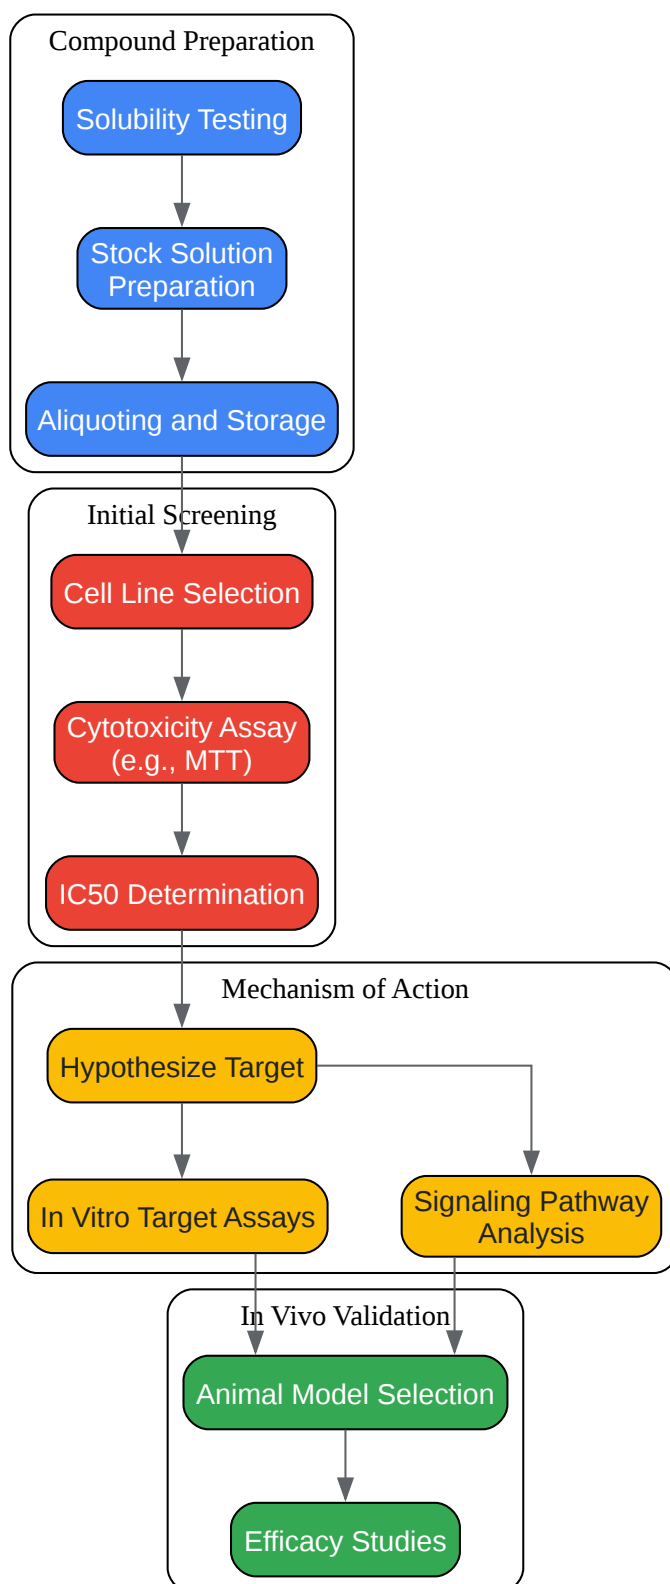 Compound Preparation
Solubility Testing
Stock Solution
Preparation
Aliquoting and Storage
Initial Screening
Cell Line Selection
Cytotoxicity Assay
(e.g., MTT)
IC50 Determination
Mechanism of Action
Hypothesize Target
In Vitro Target Assays
Signaling Pathway
Analysis
In Vivo Validation
Animal Model Selection
Efficacy Studies